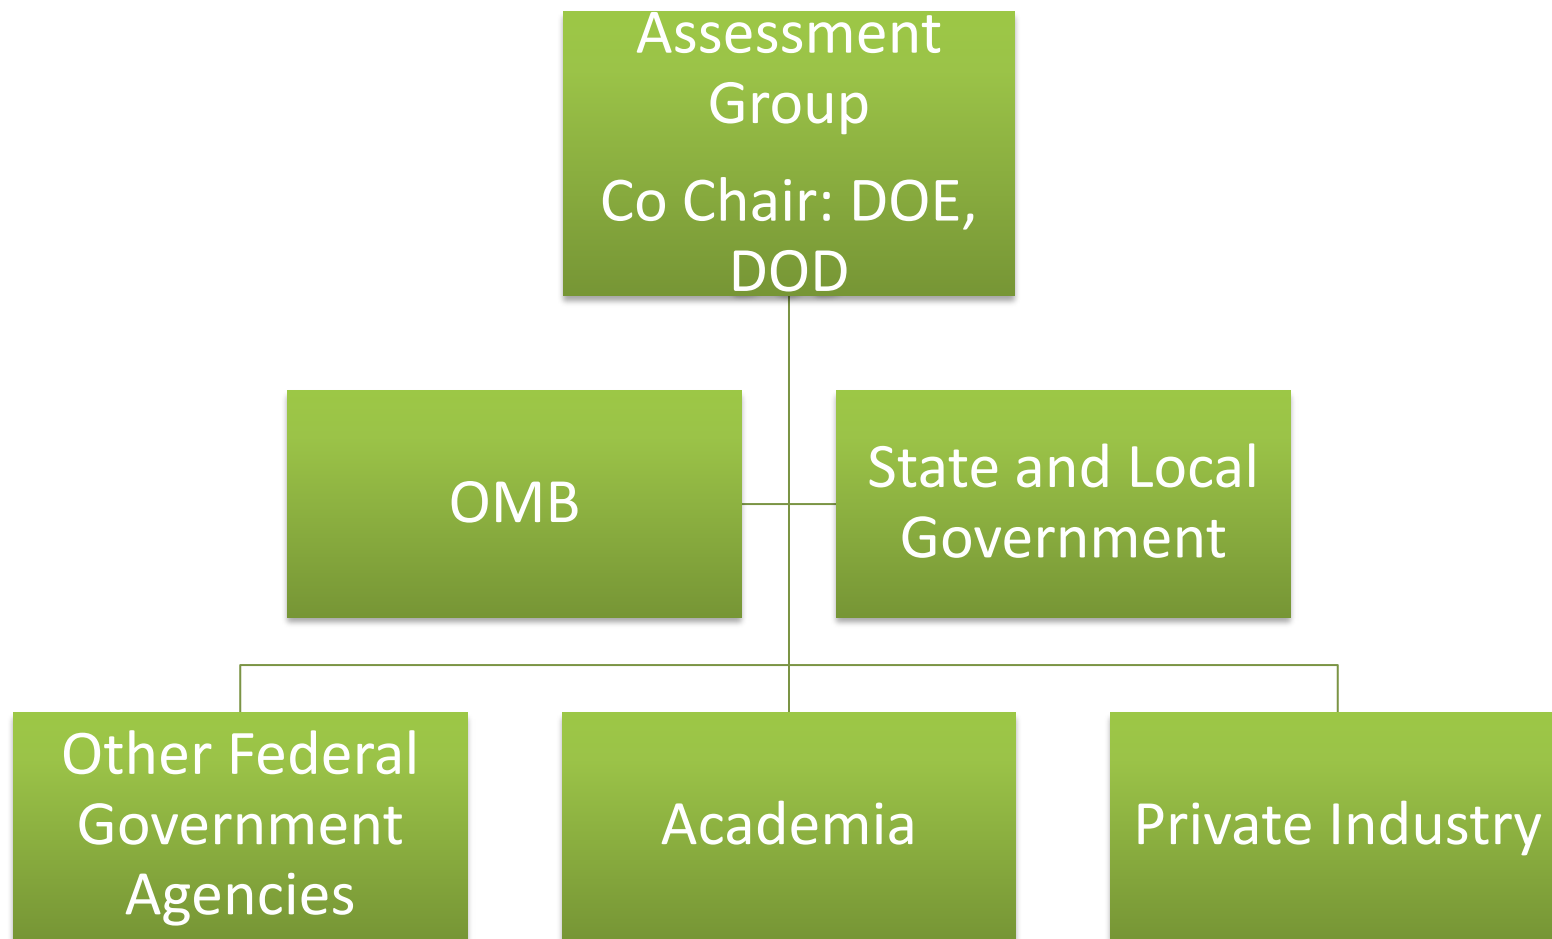 Assessment
Group
Co Chair: DOE,
DOD
OMB
State and Local
Government
Other Federal
Government
Agencies
Academia
Private Industry